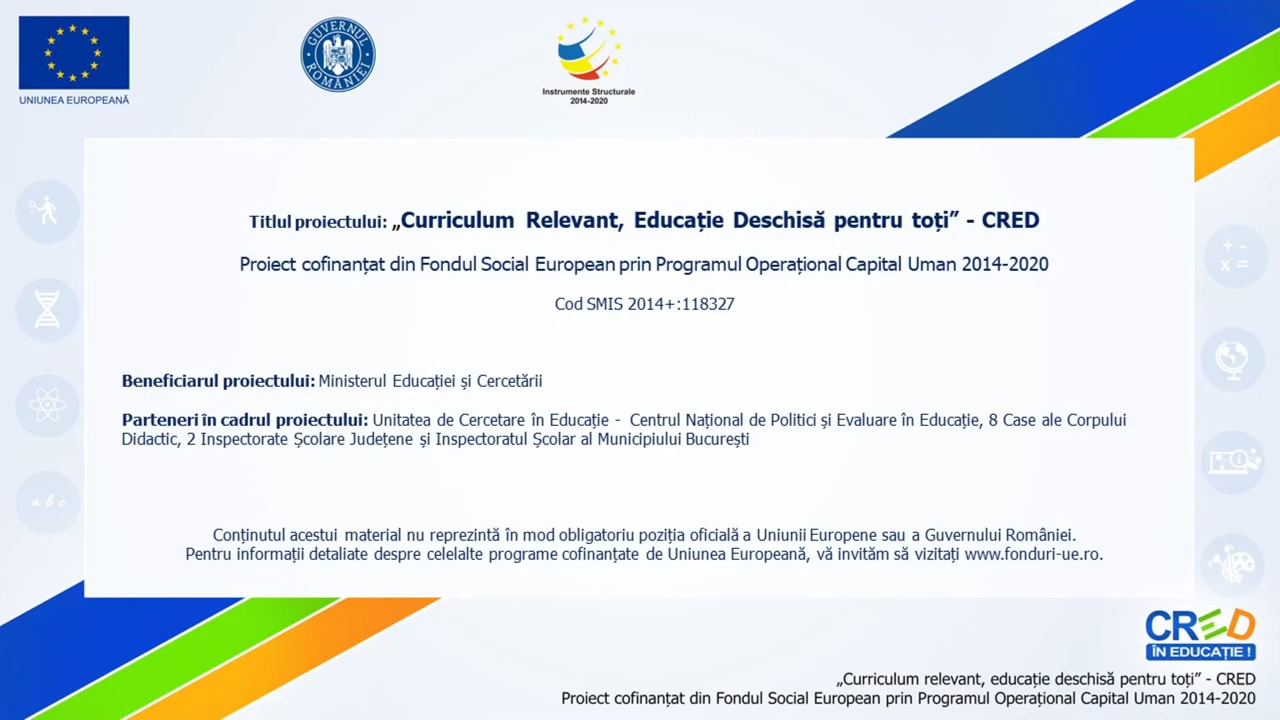 UNIUNEA EUROPEANĂ
GUVERNUL ROMÂNIEI
Instrumente Structurale
2014-2020
Titlul proiectului: „Curriculum Relevant, Educație Deschisă pentru toți” - CRED
Proiect cofinanțat din Fondul Social European prin Programul Operațional Capital Uman 2014-2020
Cod SMIS 2014+:118327
Beneficiarul proiectului: Ministerul Educației și Cercetării
Parteneri în cadrul proiectului: Unitatea de Cercetare în Educație - Centrul Național de Politici și Evaluare în Educație, 8 Case ale Corpului
Didactic, 2 Inspectorate Școlare Județene și Inspectoratul Școlar al Municipiului București
Conținutul acestui material nu reprezintă în mod obligatoriu poziția oficială a Uniunii Europene sau a Guvernului României.
Pentru informații detaliate despre celelalte programe cofinanțate de Uniunea Europeană, vă invităm să vizitați www.fonduri-ue.ro.
+ -
x =
a b c
CRED
ÎN EDUCAȚIE !
„Curriculum relevant, educație deschisă pentru toți” - CRED
Proiect cofinanțat din Fondul Social European prin Programul Operațional Capital Uman 2014-2020